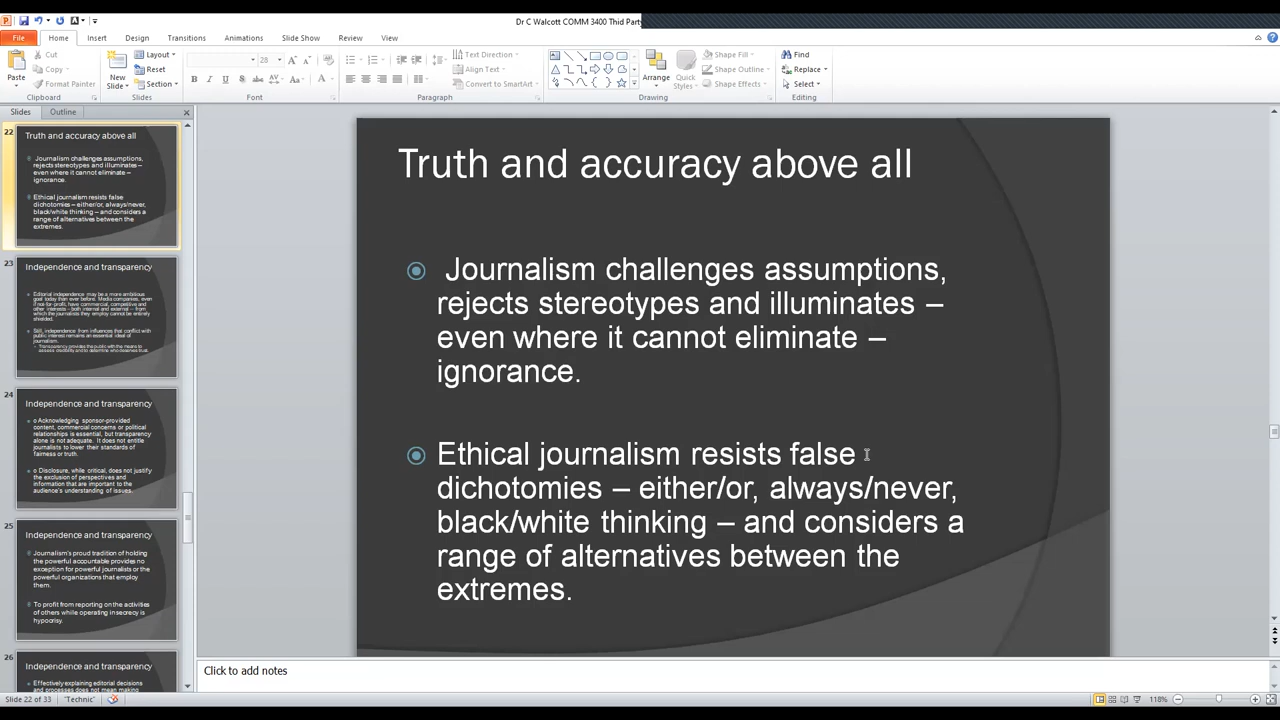 Dr C Walcott COMM 3400 Thid Party
File Home Insert Design Transitions Animations Slide Show Review View
Paste
Cut
Copy
Format Painter
Clipboard
New Slide
Layout
Reset
Section
Slides
28
Font
Paragraph
Text Direction
Align Text
Convert to SmartArt
Arrange
Quick Styles
Shape Fill
Shape Outline
Shape Effects
Drawing
Find
Replace
Select
Editing
Slides Outline
22
Truth and accuracy above all
Journalism challenges assumptions,
rejects stereotypes and illuminates –
even where it cannot eliminate –
ignorance.
Ethical journalism resists false
dichotomies – either/or, always/never,
black/white thinking – and considers a
range of alternatives between the
extremes.
23
Independence and transparency
Editorial independence may be a more ambitious
goal today than ever before. Media companies, even
if not-for-profit, have commercial, competitive and
other interests – both internal and external – from
which the journalists they employ cannot be entirely
shielded.
Still, independence from influences that conflict with
public interest remains an essential ideal of
journalism.
Transparency provides the public with the means to
assess credibility and to determine who deserves trust.
24
Independence and transparency
o Acknowledging sponsor-provided
content, commercial concerns or political
relationships is essential, but transparency
alone is not adequate. It does not entitle
journalists to lower their standards of
fairness or truth.
o Disclosure, while critical, does not justify
the exclusion of perspectives and
information that are important to the
audience's understanding of issues.
25
Independence and transparency
Journalism's proud tradition of holding
the powerful accountable provides no
exception for powerful journalists or the
powerful organizations that employ
them.
To profit from reporting on the activities
of others while operating in secrecy is
hypocrisy.
26
Independence and transparency
Effectively explaining editorial decisions
and processes does not mean making
Truth and accuracy above all
Journalism challenges assumptions,
rejects stereotypes and illuminates –
even where it cannot eliminate –
ignorance.
Ethical journalism resists false
dichotomies – either/or, always/never,
black/white thinking – and considers a
range of alternatives between the
extremes.
Click to add notes
Slide 22 of 33 "Technic" 118%